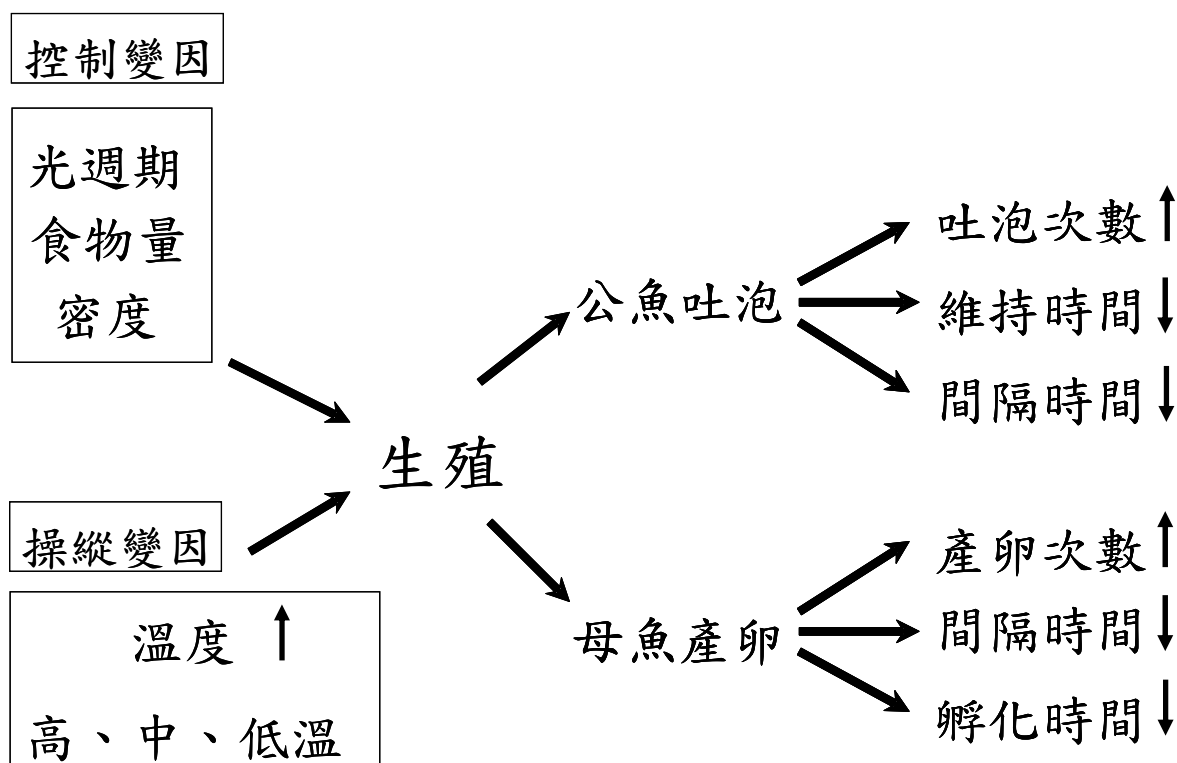 控制變因
光週期
食物量
密度
操縱變因
溫度 ↑
高、中、低溫
生殖
公魚吐泡
吐泡次數 ↑
維持時間 ↓
間隔時間 ↓
母魚產卵
產卵次數 ↑
間隔時間 ↓
孵化時間 ↓